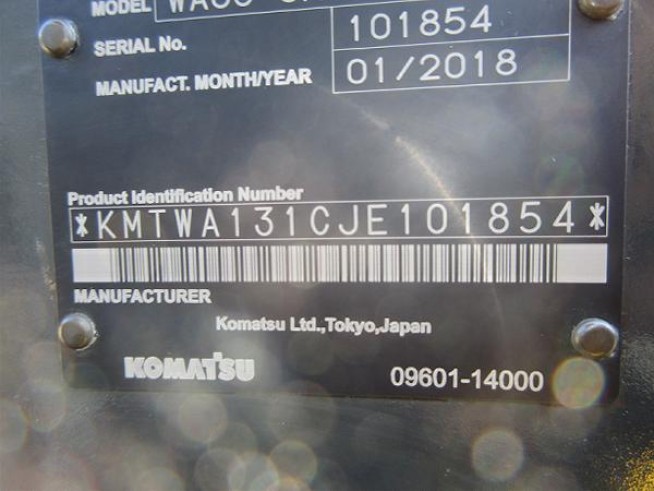 MODEL
SERIAL No. 101854
MANUFACT. MONTH/YEAR 01/2018
Product Identification Number
*KMTWA131CJE101854*
MANUFACTURER
Komatsu Ltd.,Tokyo,Japan
KOMATSU 09601-14000